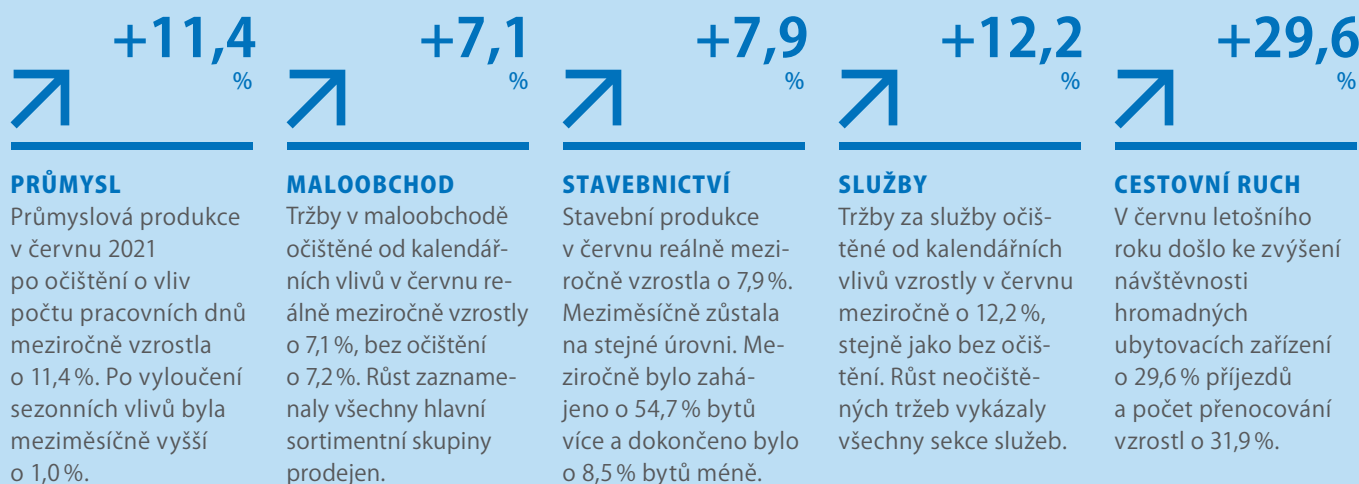 +11,4
%
PRŮMYSL
Průmyslová produkce
v červnu 2021
po očištění o vliv
počtu pracovních dnů
meziročně vzrostla
o 11,4 %. Po vyloučení
sezonních vlivů byla
meziměsíčně vyšší
o 1,0 %.
+7,1
%
MALOOBCHOD
Tržby v maloobchodě
očištěné od kalendář-
ních vlivů v červnu re-
álně meziročně vzrostly
o 7,1 %, bez očištění
o 7,2 %. Růst zazname-
naly všechny hlavní
sortimentní skupiny
prodejen.
+7,9
%
STAVEBNICTVÍ
Stavební produkce
v červnu reálně mezi-
ročně vzrostla o 7,9 %.
Meziměsíčně zůstala
na stejné úrovni. Me-
ziročně bylo zahá-
jeno o 54,7 % bytů
více a dokončeno bylo
o 8,5 % bytů méně.
+12,2
%
SLUŽBY
Tržby za služby očiš-
těné od kalendářních
vlivů vzrostly v červnu
meziročně o 12,2 %,
stejně jako bez očiš-
tění. Růst neočiště-
ných tržeb vykázaly
všechny sekce služeb.
+29,6
%
CESTOVNÍ RUCH
V červnu letošního
roku došlo ke zvýšení
návštěvnosti
hromadných
ubytovacích zařízení
o 29,6 % příjezdů
a počet přenocování
vzrostl o 31,9 %.